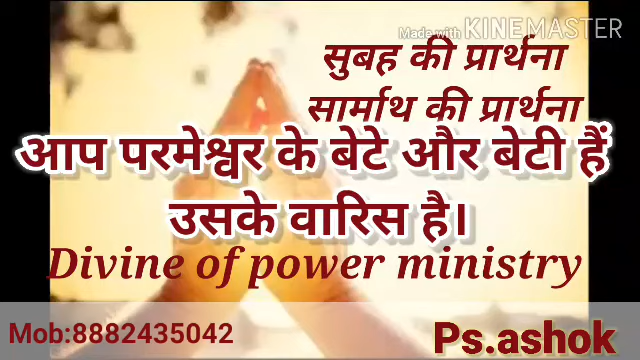 Made with KINEMASTER
सुबह की प्रार्थना
सार्माथ की प्रार्थना
आप परमेश्वर के बेटे और बेटी हैं
उसके वारिस है।
Divine of power ministry
Mob:8882435042
Ps.ashok